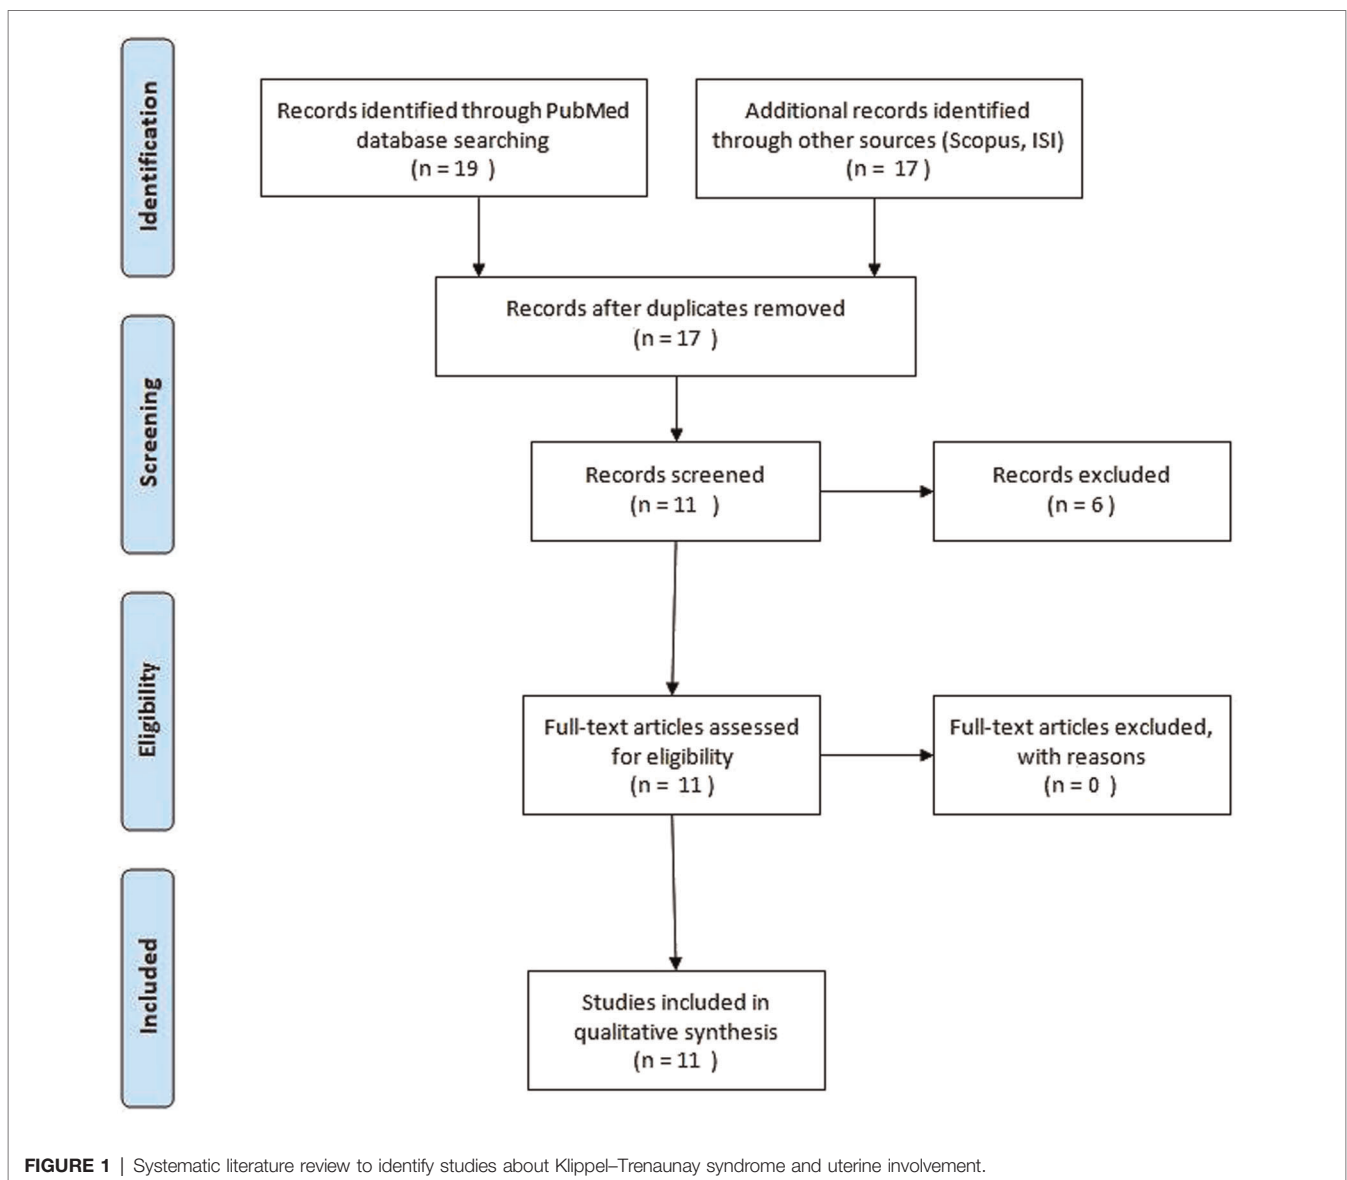 Identification
Records identified through PubMed
database searching
(n = 19 )
Additional records identified
through other sources (Scopus, ISI)
(n = 17 )
Records after duplicates removed
(n = 17 )
Screening
Records screened
(n = 11 )
Records excluded
(n = 6 )
Eligibility
Full-text articles assessed
for eligibility
(n = 11 )
Full-text articles excluded,
with reasons
(n = 0 )
Included
Studies included in
qualitative synthesis
(n = 11 )
FIGURE 1 | Systematic literature review to identify studies about Klippel–Trenaunay syndrome and uterine involvement.